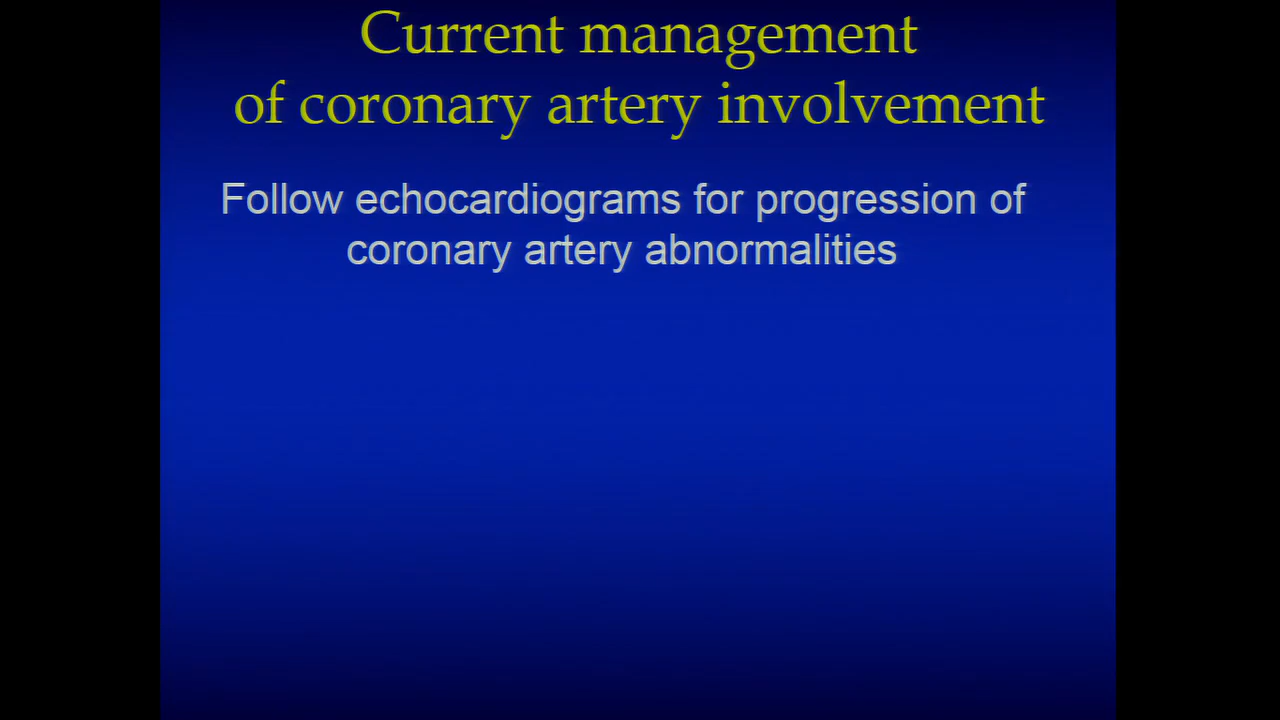 Current management
of coronary artery involvement
Follow echocardiograms for progression of
coronary artery abnormalities